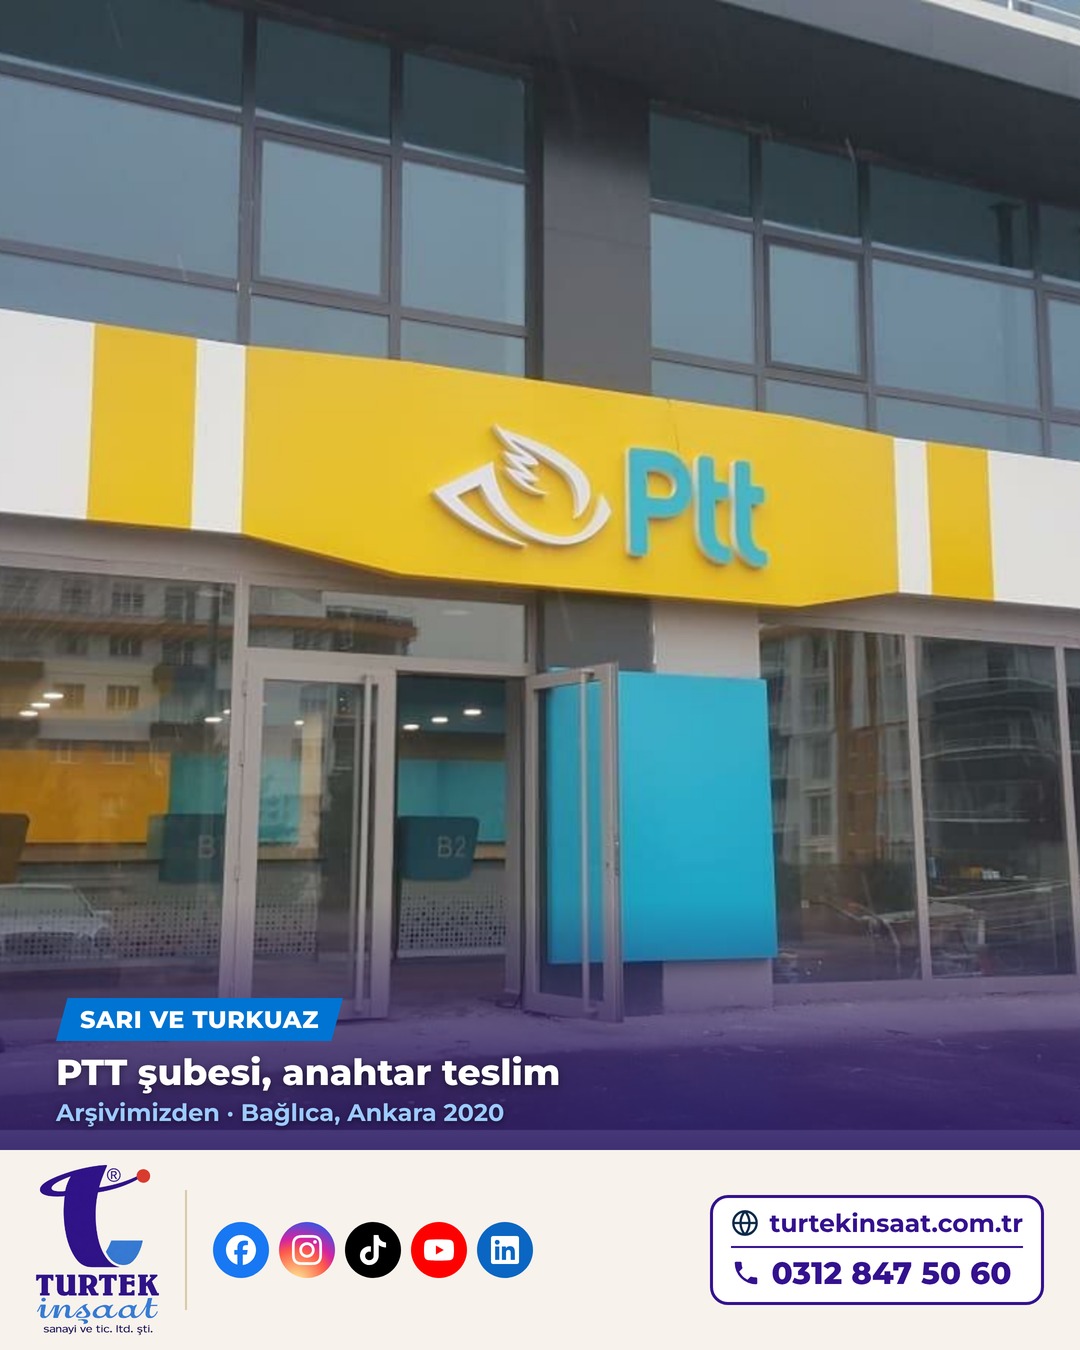 Ptt
B
B2
SARI VE TURKUAZ
PTT şubesi, anahtar teslim
Arşivimizden · Bağlıca, Ankara 2020
®
TURTEK
inşaat
sanayi ve tic. ltd. şti.
turtekinsaat.com.tr
0312 847 50 60